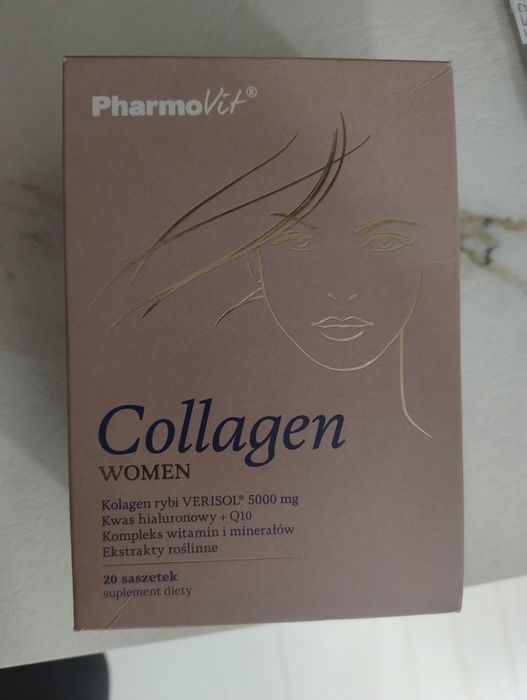 PharmoVit®
Collagen
WOMEN
Kolagen rybi VERISOL® 5000 mg
Kwas hialuronowy + Q10
Kompleks witamin i minerałów
Ekstrakty roślinne
20 saszetek
suplement diety